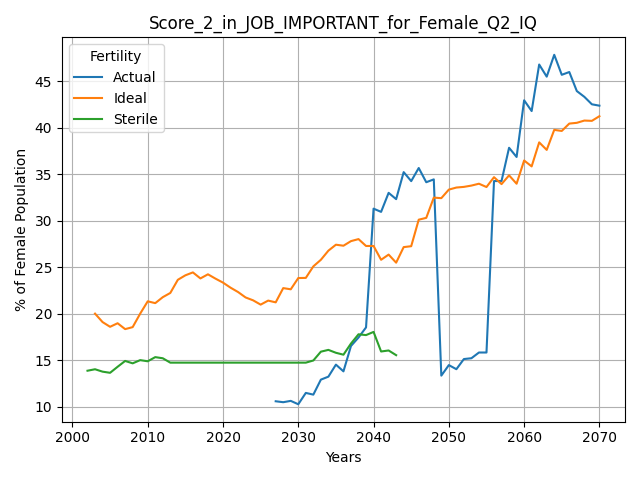 Score_2_in_JOB_IMPORTANT_for_Female_Q2_IQ
Fertility
Actual
Ideal
Sterile
% of Female Population
45
40
35
30
25
20
15
10
2000 2010 2020 2030 2040 2050 2060 2070
Years